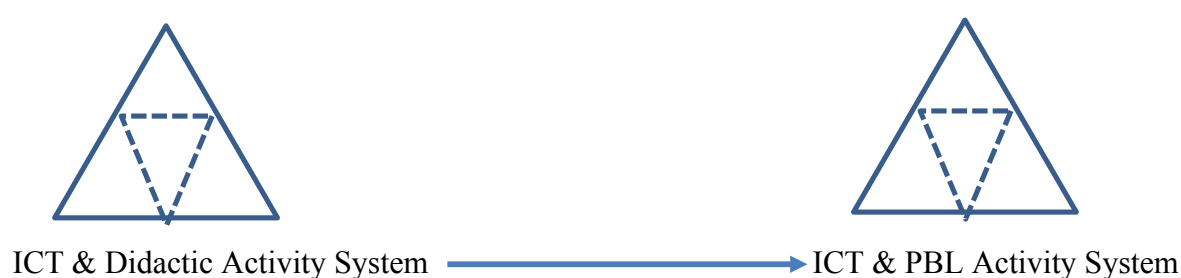 ICT & Didactic Activity System
ICT & PBL Activity System